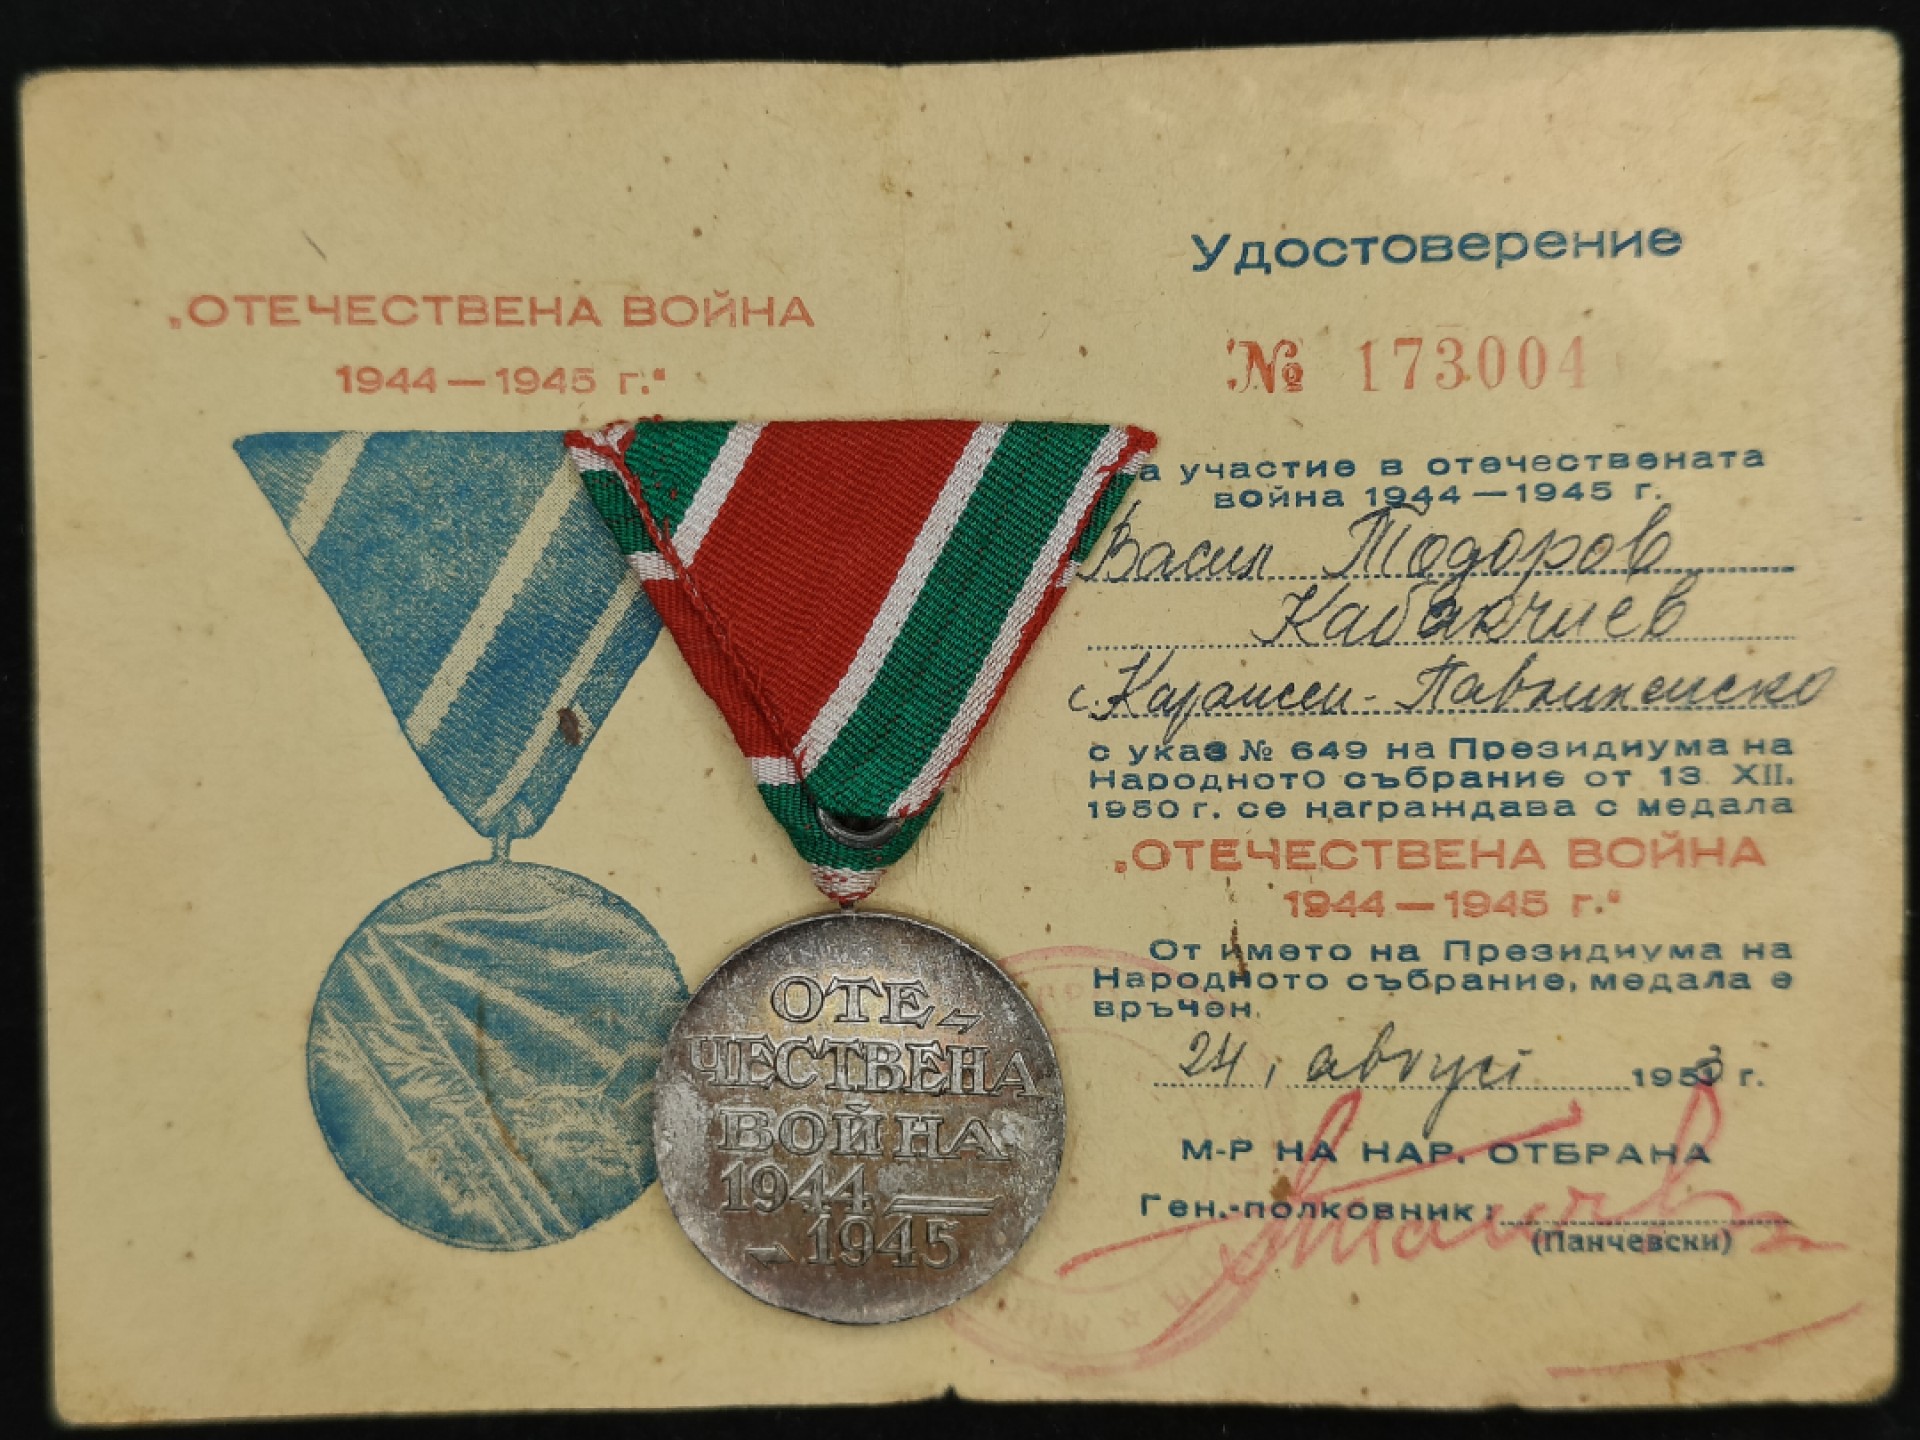 „ОТЕЧЕСТВЕНА ВОЙНА
1944 — 1945 г.“
Удостоверение
№ 173004
а участие в отечествената
война 1944 — 1945 г.
Васил Тодоров
Кабакчиев
с. Караисен - Павликенско
с указ № 649 на Президиума на
Народното събрание от 13. XII.
1950 г. се награждава с медала
„ОТЕЧЕСТВЕНА ВОЙНА
1944 — 1945 г.“
От името на Президиума на
Народното събрание, медала е
връчен.
24, август 1953 г.
М-Р НА НАР. ОТБРАНА
Ген.-полковник:
(Панчевски)
ОТЕ-
ЧЕСТВЕНА
ВОЙНА
1944 —
- 1945